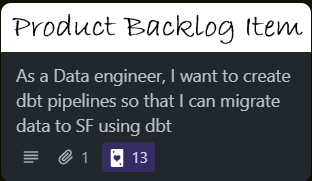 Product Backlog Item
As a Data engineer, I want to create
dbt pipelines so that I can migrate
data to SF using dbt
1 13